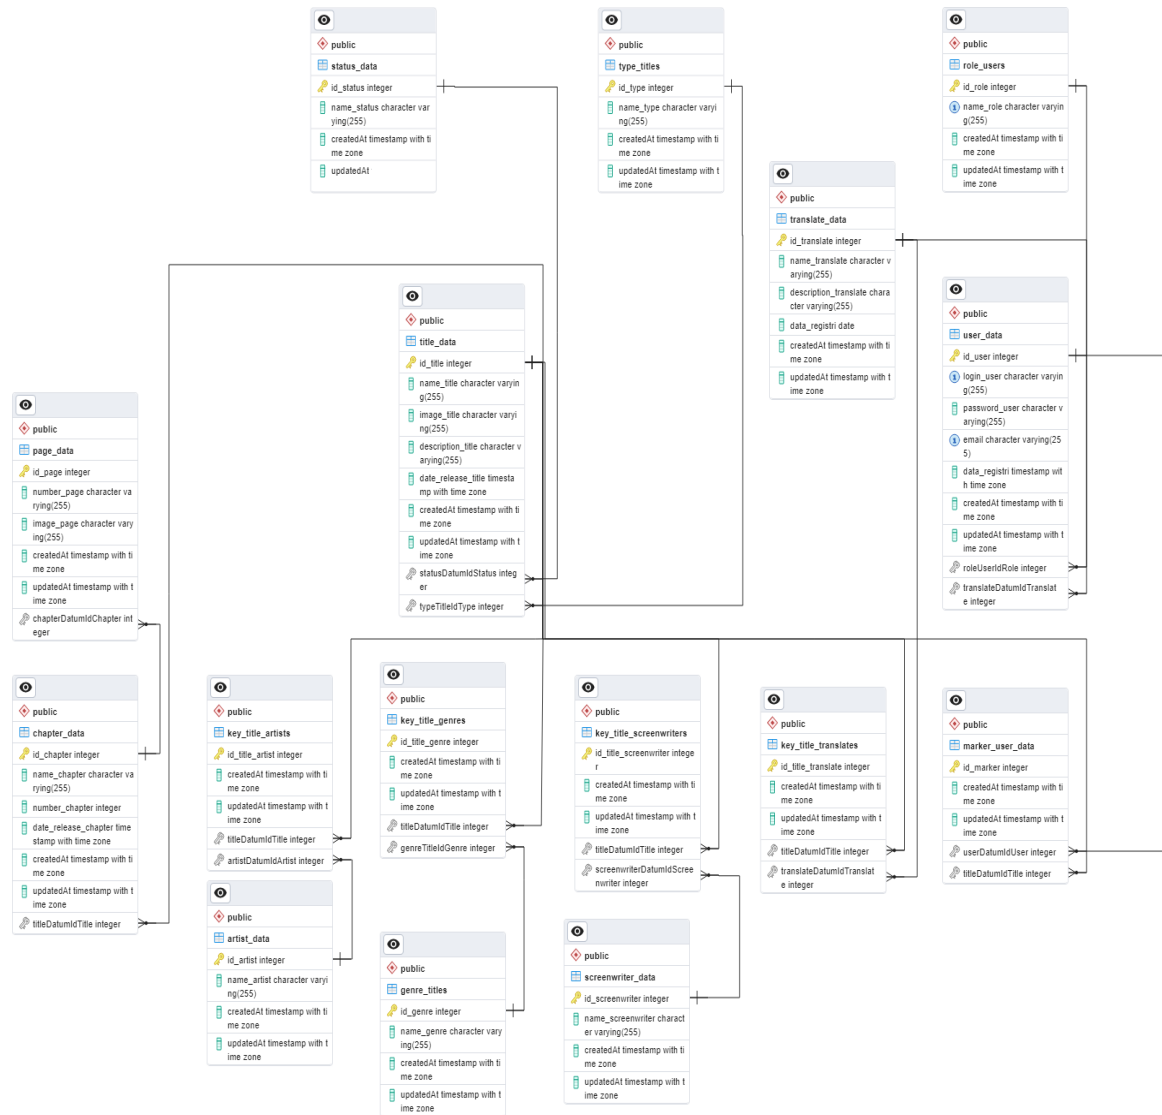 public
status_data
id_status integer
name_status character var
ying(255)
createdAt timestamp with ti
me zone
updatedAt
public
type_titles
id_type integer
name_type character varyi
ng(255)
createdAt timestamp with ti
me zone
updatedAt timestamp with t
ime zone
public
role_users
id_role integer
name_role character varyin
g(255)
createdAt timestamp with ti
me zone
updatedAt timestamp with t
ime zone
public
translate_data
id_translate integer
name_translate character v
arying(255)
description_translate chara
cter varying(255)
data_registri date
createdAt timestamp with ti
me zone
updatedAt timestamp with t
ime zone
public
title_data
id_title integer
name_title character varyin
g(255)
image_title character varyi
ng(255)
description_title character v
arying(255)
date_release_title timesta
mp with time zone
createdAt timestamp with ti
me zone
updatedAt timestamp with t
ime zone
statusDatumIdStatus integ
er
typeTitleIdType integer
public
user_data
id_user integer
login_user character varyin
g(255)
password_user character v
arying(255)
email character varying(25
5)
data_registri timestamp wit
h time zone
createdAt timestamp with ti
me zone
updatedAt timestamp with t
ime zone
roleUserIdRole integer
translateDatumIdTranslat
e integer
public
page_data
id_page integer
number_page character va
rying(255)
image_page character vary
ing(255)
createdAt timestamp with ti
me zone
updatedAt timestamp with t
ime zone
chapterDatumIdChapter int
eger
public
chapter_data
id_chapter integer
name_chapter character va
rying(255)
number_chapter integer
date_release_chapter time
stamp with time zone
createdAt timestamp with ti
me zone
updatedAt timestamp with t
ime zone
titleDatumIdTitle integer
public
key_title_artists
id_title_artist integer
createdAt timestamp with ti
me zone
updatedAt timestamp with t
ime zone
titleDatumIdTitle integer
artistDatumIdArtist integer
public
key_title_genres
id_title_genre integer
createdAt timestamp with ti
me zone
updatedAt timestamp with t
ime zone
titleDatumIdTitle integer
genreTitleIdGenre integer
public
key_title_screenwriters
id_title_screenwriter intege
r
createdAt timestamp with ti
me zone
updatedAt timestamp with t
ime zone
titleDatumIdTitle integer
screenwriterDatumIdScree
nwriter integer
public
key_title_translates
id_title_translate integer
createdAt timestamp with ti
me zone
updatedAt timestamp with t
ime zone
titleDatumIdTitle integer
translateDatumIdTranslat
e integer
public
marker_user_data
id_marker integer
createdAt timestamp with ti
me zone
updatedAt timestamp with t
ime zone
userDatumIdUser integer
titleDatumIdTitle integer
public
artist_data
id_artist integer
name_artist character varyi
ng(255)
createdAt timestamp with ti
me zone
updatedAt timestamp with t
ime zone
public
genre_titles
id_genre integer
name_genre character vary
ing(255)
createdAt timestamp with ti
me zone
updatedAt timestamp with t
ime zone
public
screenwriter_data
id_screenwriter integer
name_screenwriter charact
er varying(255)
createdAt timestamp with ti
me zone
updatedAt timestamp with t
ime zone